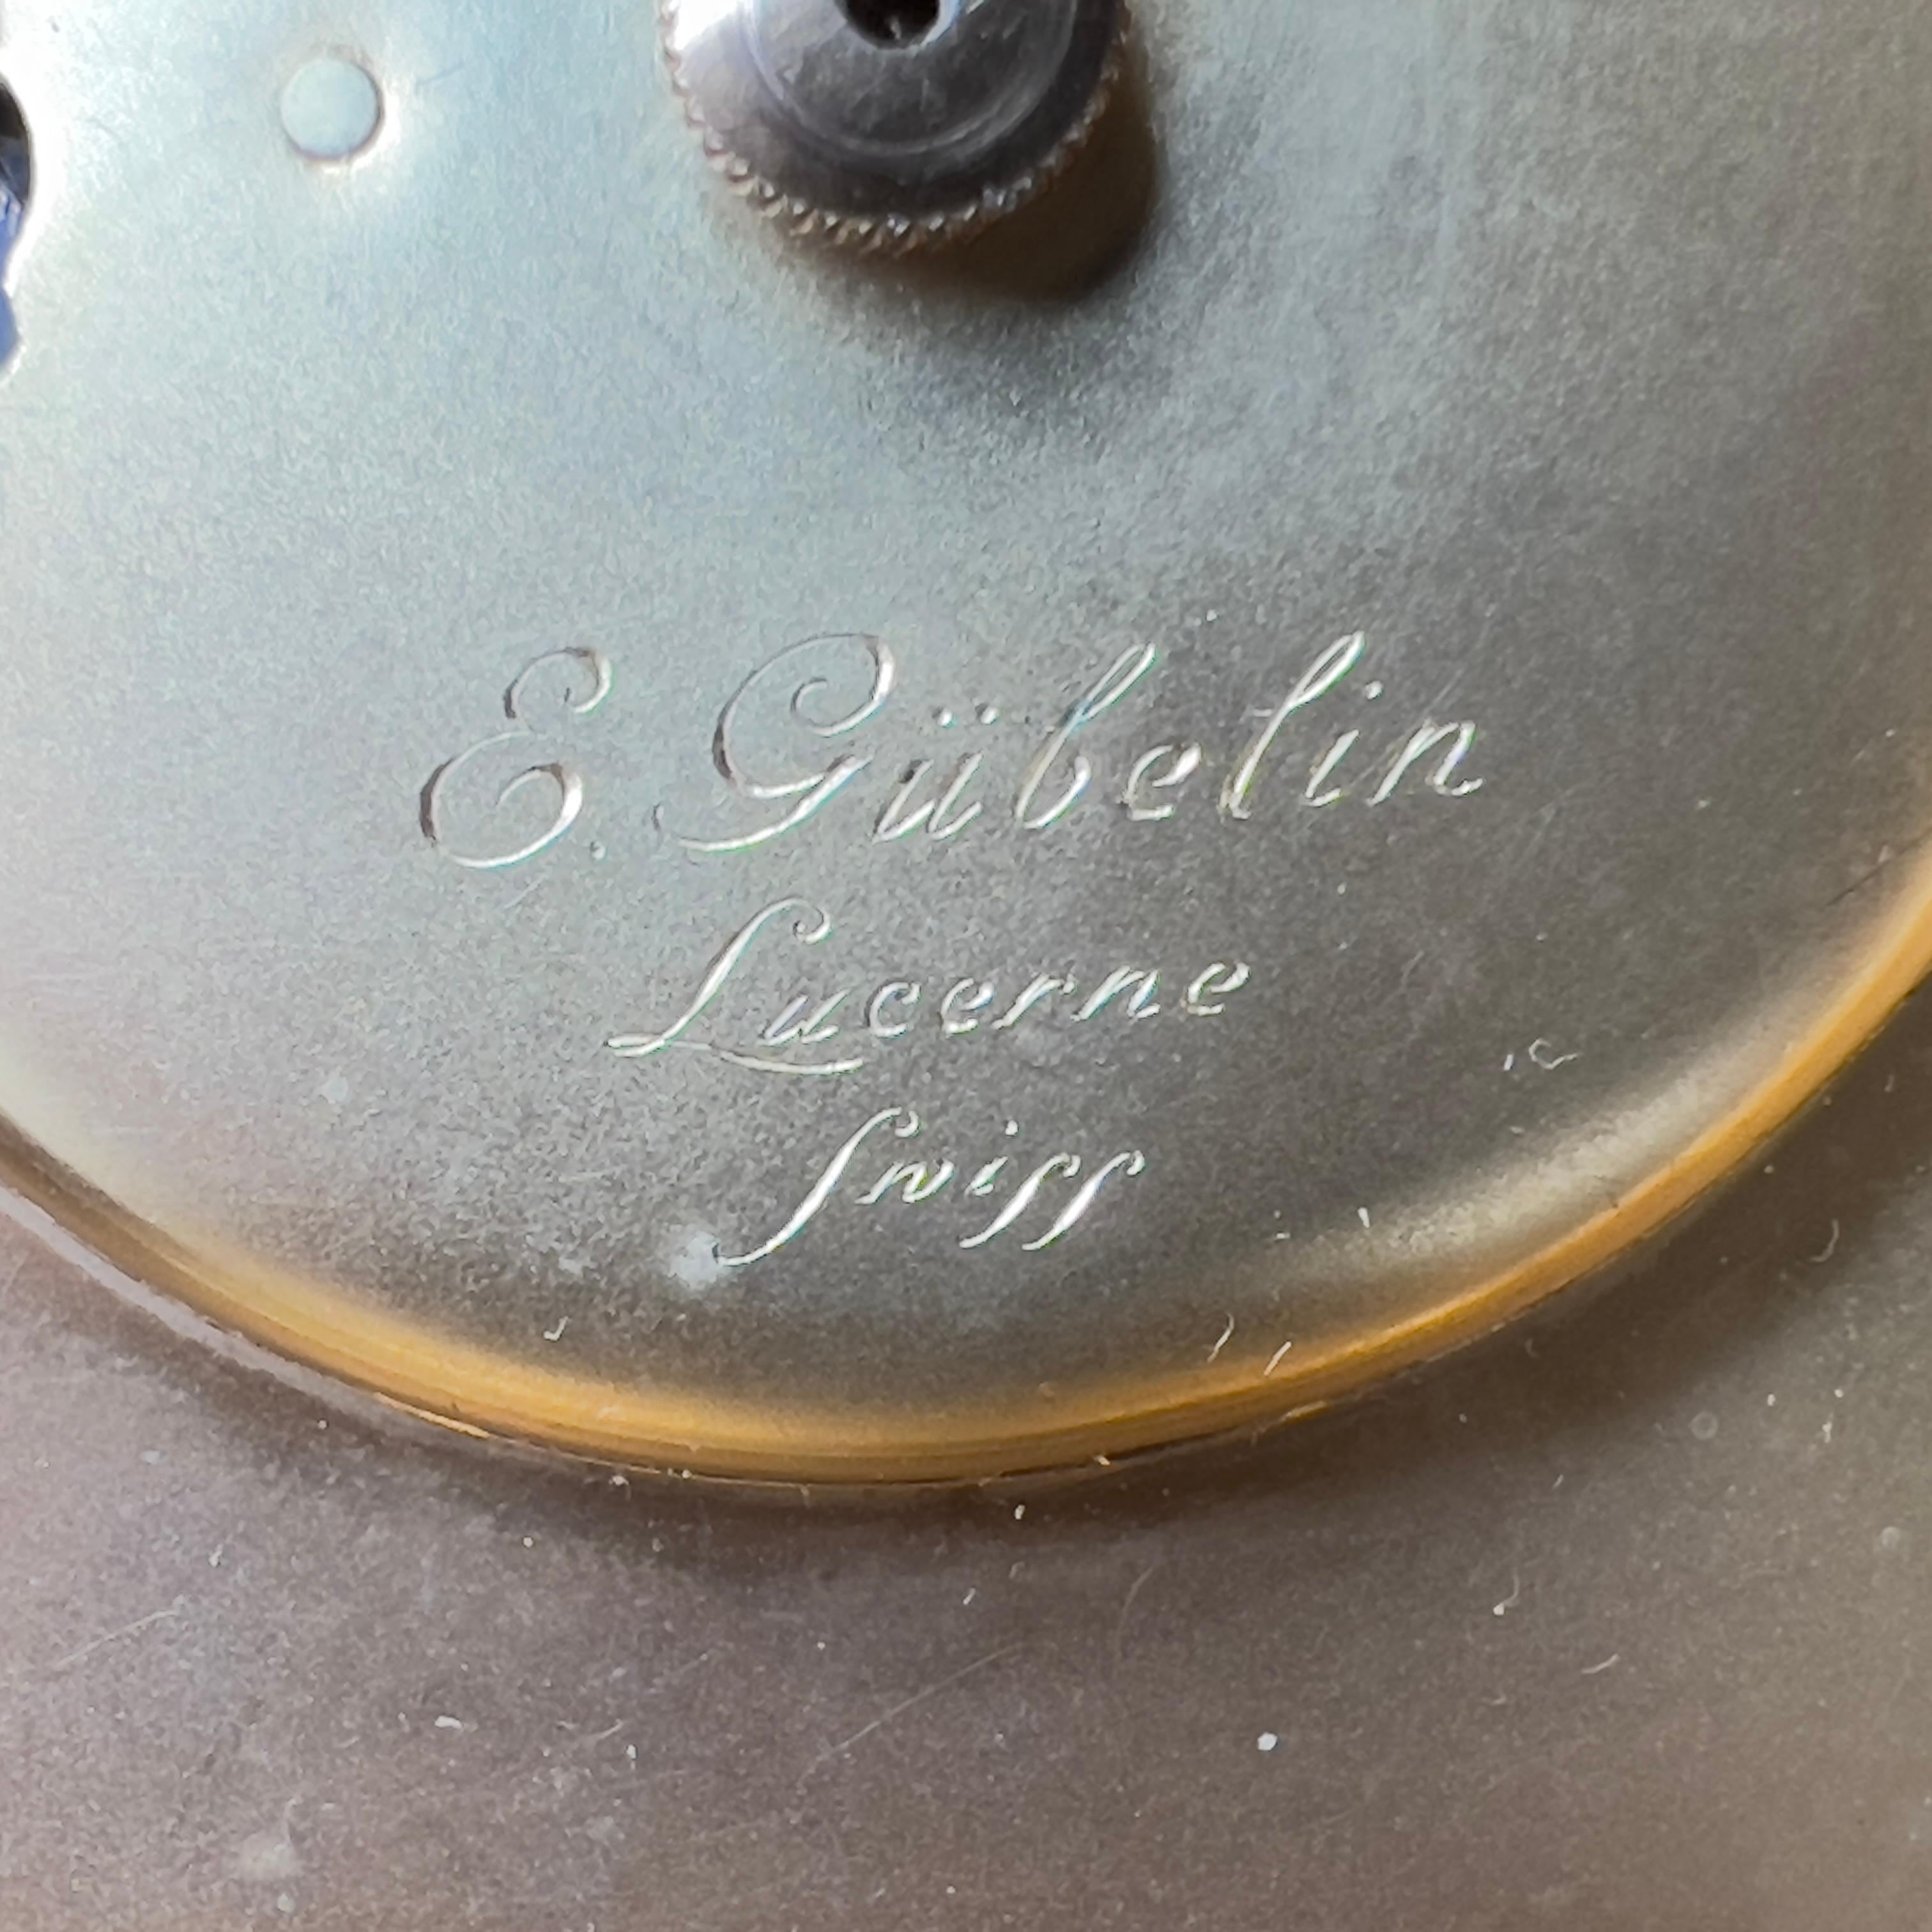 E. Gübelin
Lucerne
Swiss